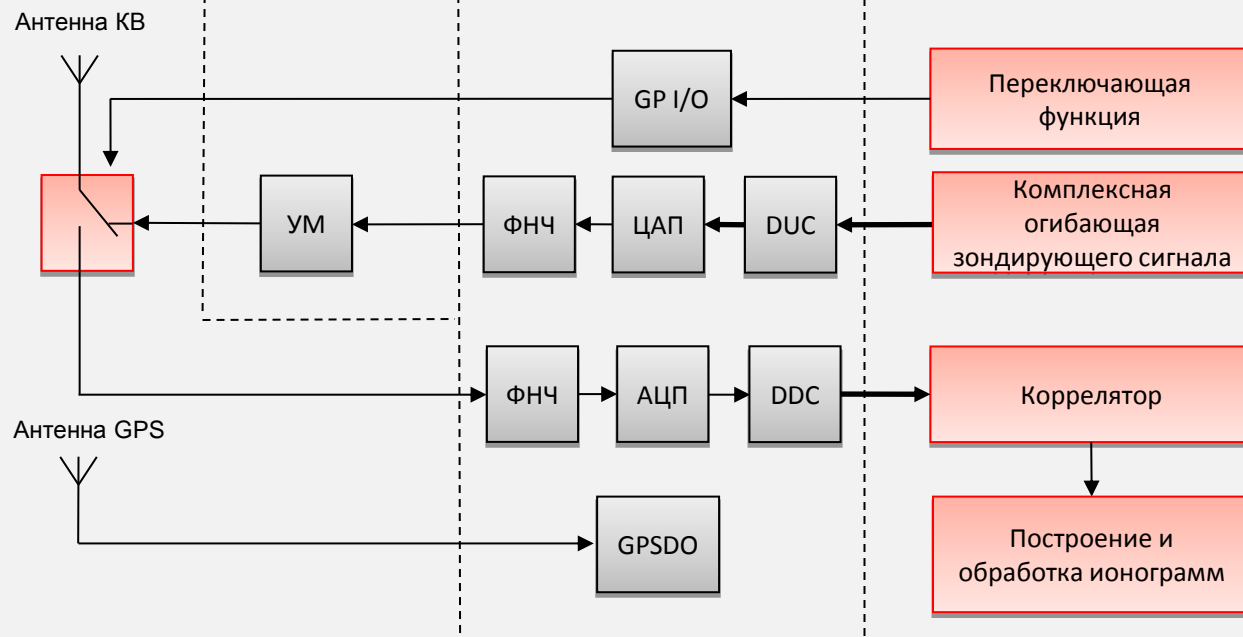 Антенна КВ
GP I/O
Переключающая
функция
УМ
ФНЧ
ЦАП
DUC
Комплексная
огибающая
зондирующего сигнала
ФНЧ
АЦП
DDC
Коррелятор
Антенна GPS
GPSDO
Построение и
обработка ионограмм